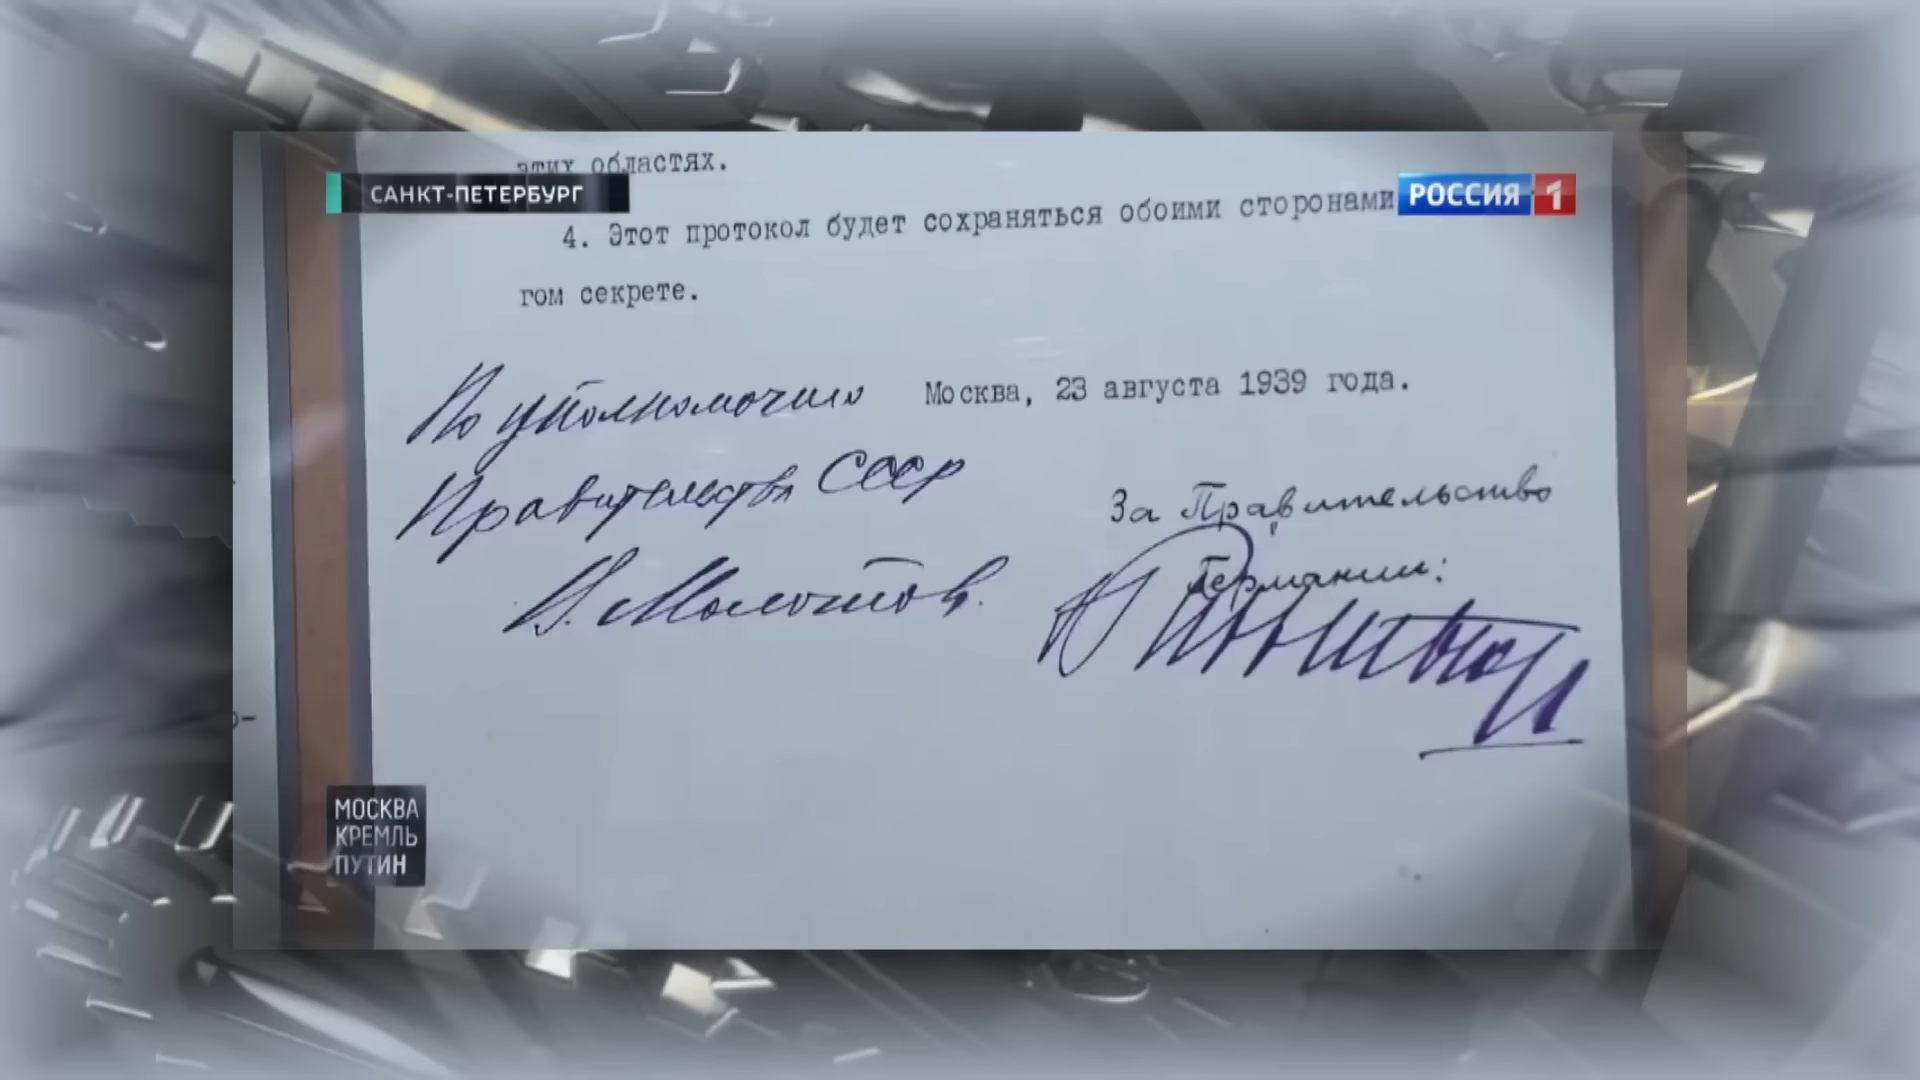 этих областях.
САНКТ-ПЕТЕРБУРГ
РОССИЯ 1
4. Этот протокол будет сохраняться обоими сторонами
гом секрете.
Москва, 23 августа 1939 года.
По уполномочию
Правительства СССР
В. Молотов.
За Правительство
Германии:
МОСКВА
КРЕМЛЬ
ПУТИН